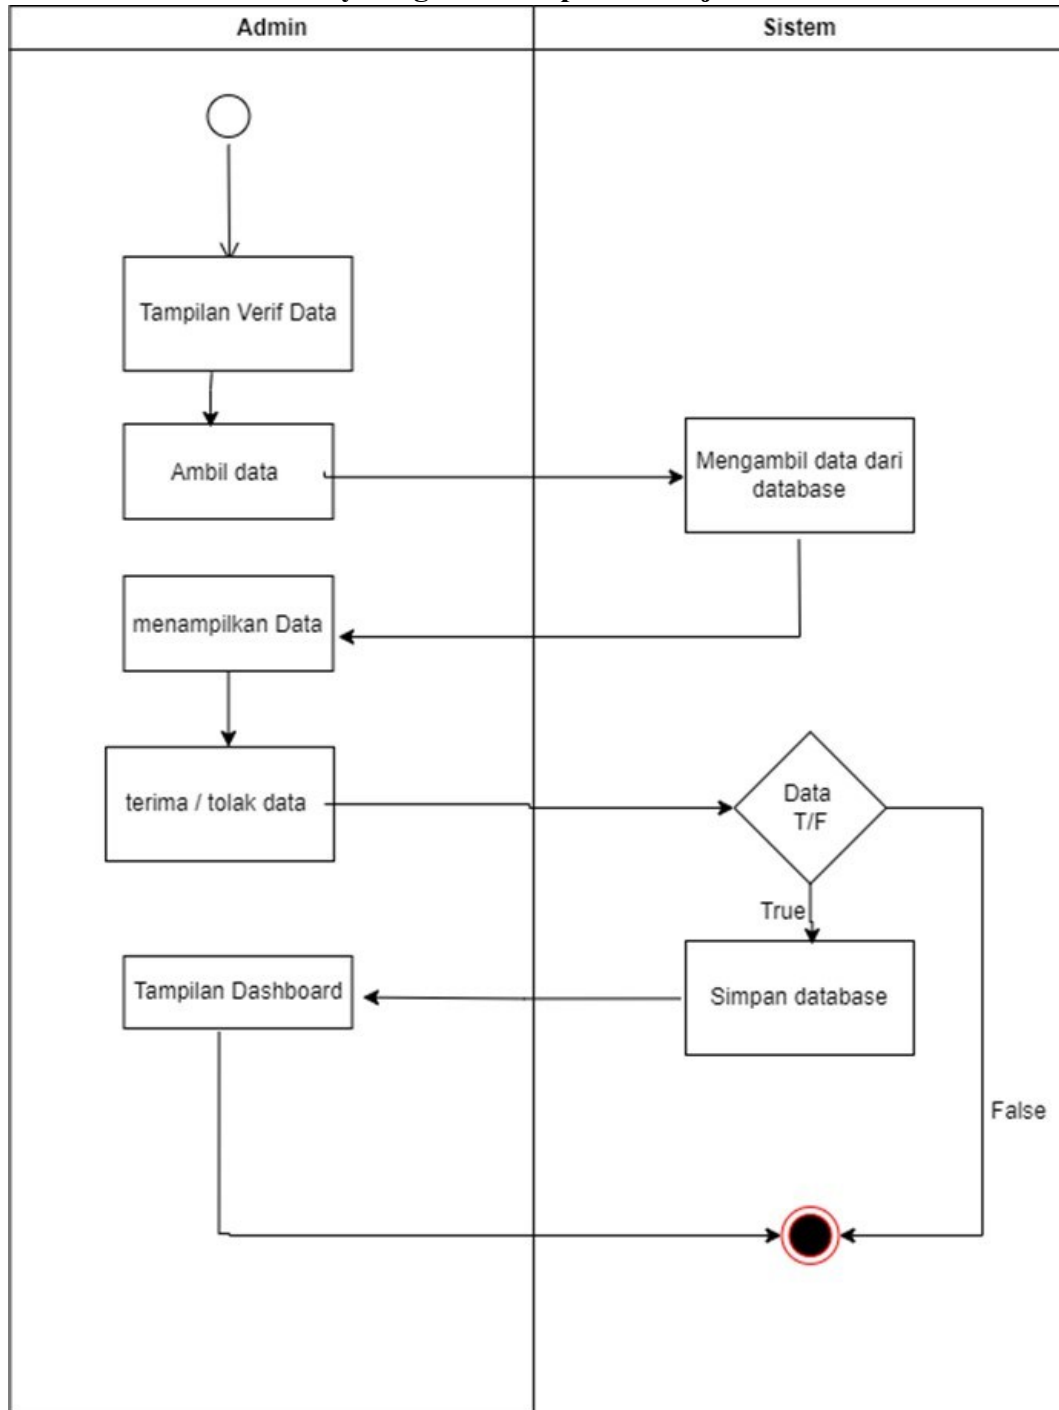 Admin
Sistem
Tampilan Verif Data
Ambil data
Mengambil data dari
database
menampilkan Data
terima / tolak data
Data
T/F
True
Tampilan Dashboard
Simpan database
False